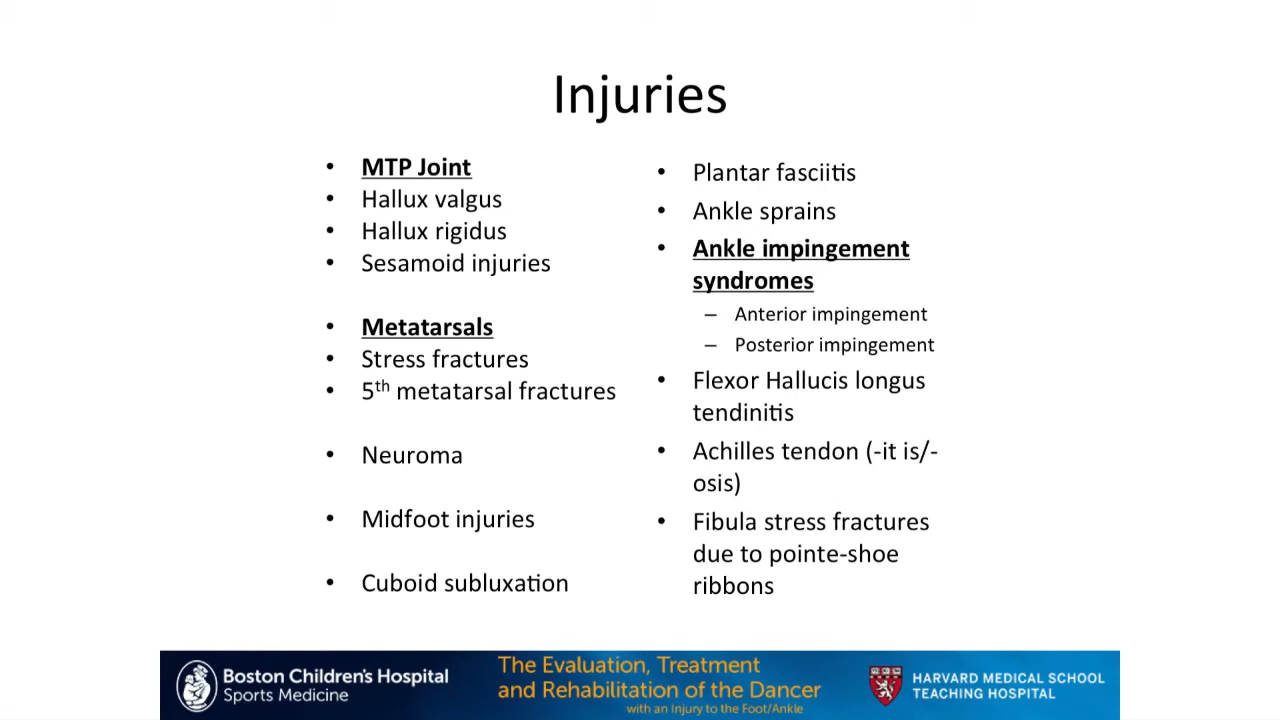 Injuries
• MTP Joint
• Hallux valgus
• Hallux rigidus
• Sesamoid injuries
• Metatarsals
• Stress fractures
• 5th metatarsal fractures
• Neuroma
• Midfoot injuries
• Cuboid subluxation
• Plantar fasciitis
• Ankle sprains
• Ankle impingement
syndromes
– Anterior impingement
– Posterior impingement
• Flexor Hallucis longus
tendinitis
• Achilles tendon (-it is/-
osis)
• Fibula stress fractures
due to pointe-shoe
ribbons
Boston Children's Hospital
Sports Medicine
The Evaluation, Treatment
and Rehabilitation of the Dancer
with an Injury to the Foot/Ankle
HARVARD MEDICAL SCHOOL
TEACHING HOSPITAL